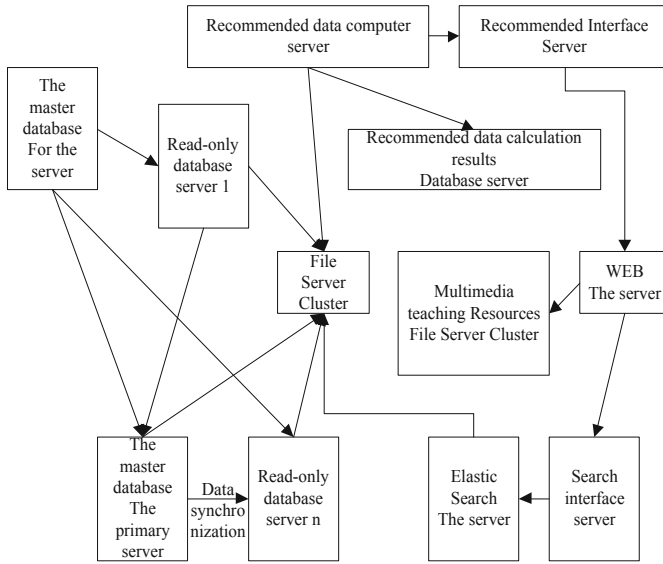 Recommended data computer
server
Recommended Interface
Server
The
master
database
For the
server
Read-only
database
server 1
Recommended data calculation
results
Database server
File
Server
Cluster
Multimedia
teaching Resources
File Server Cluster
WEB
The server
The
master
database
The
primary
server
Data
synchro
nization
Read-only
database
server n
Elastic
Search
The server
Search
interface
server